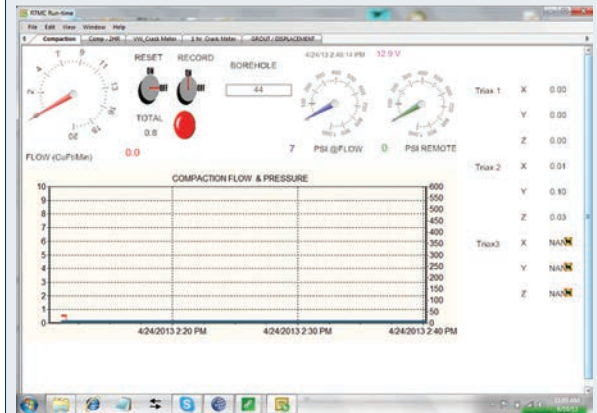 RTMC Run-time
File Edit View Window Help
Compaction Comp - 2HR VW_Crack Meter 1 hr Crack Meter GROUT / DISPLACEMENT
RESET RECORD
BOREHOLE
44
4/24/13 2:40:14 PM 12.9 V
ON ON
OFF OFF
TOTAL
0.8
FLOW (CuFt/Min) 0.0
7 PSI @FLOW 0 PSI REMOTE
Triax 1 X 0.00
Y 0.00
Z 0.00
Triax 2 X 0.01
Y 0.10
Z 0.03
Triax3 X NAN
Y NAN
Z NAN
COMPACTION FLOW & PRESSURE
10 600
9 550
8 500
7 450
6 400
5 350
4 300
3 250
2 200
1 150
0 100
50
0
4/24/2013 2:20 PM 4/24/2013 2:30 PM 4/24/2013 2:40 PM